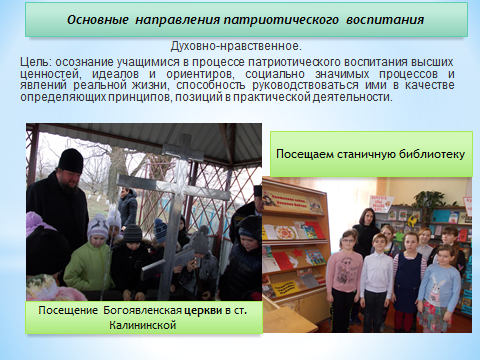 Основные направления патриотического воспитания
Духовно-нравственное.
Цель: осознание учащимися в процессе патриотического воспитания высших
ценностей, идеалов и ориентиров, социально значимых процессов и
явлений реальной жизни, способность руководствоваться ими в качестве
определяющих принципов, позиций в практической деятельности.
Посещаем станичную библиотеку
Посещение Богоявленская церкви в ст.
Калининской